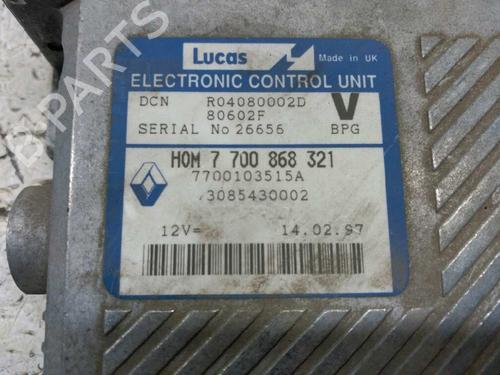 Lucas
Made in UK
ELECTRONIC CONTROL UNIT
DCN R04080002D V
80602F
SERIAL No 26656 BPG
HOM 7 700 868 321
7700103515A
3085430002
12V= 14.02.97
B-PARTS